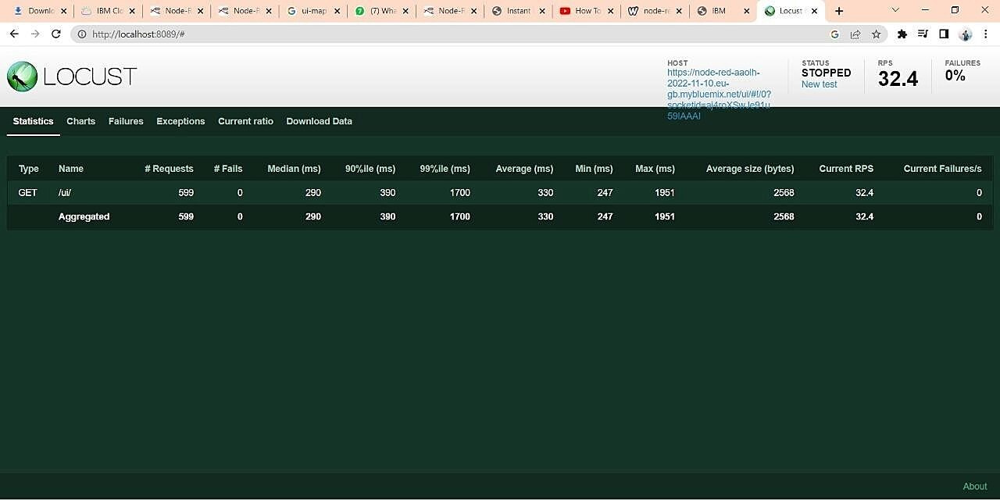 Downlo
IBM Clo
Node-R
Node-R
ui-map
(7) Wha
Node-R
Instant
How To
node-re
IBM
Locust
http://localhost:8089/#
LOCUST
HOST
https://node-red-aaolh-
2022-11-10.eu-
gb.mybluemix.net/ui/#!/0?
STATUS
STOPPED
New test
RPS
32.4
FAILURES
0%
Statistics Charts Failures Exceptions Current ratio Download Data
Type Name # Requests # Fails Median (ms) 90%ile (ms) 99%ile (ms) Average (ms) Min (ms) Max (ms) Average size (bytes) Current RPS Current Failures/s
GET /ui/ 599 0 290 390 1700 330 247 1951 2568 32.4 0
Aggregated 599 0 290 390 1700 330 247 1951 2568 32.4 0
About